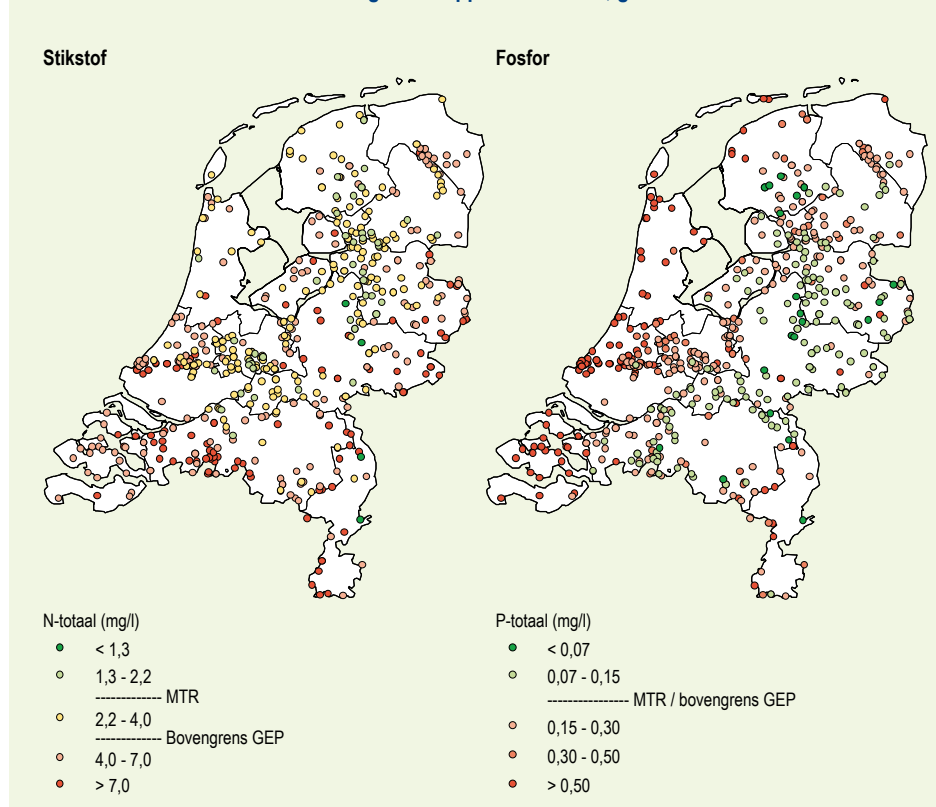 Stikstof
Fosfor
N-totaal (mg/l)
< 1,3
1,3 - 2,2
------------- MTR
2,2 - 4,0
------------- Bovengrens GEP
4,0 - 7,0
> 7,0
P-totaal (mg/l)
< 0,07
0,07 - 0,15
---------------- MTR / bovengrens GEP
0,15 - 0,30
0,30 - 0,50
> 0,50